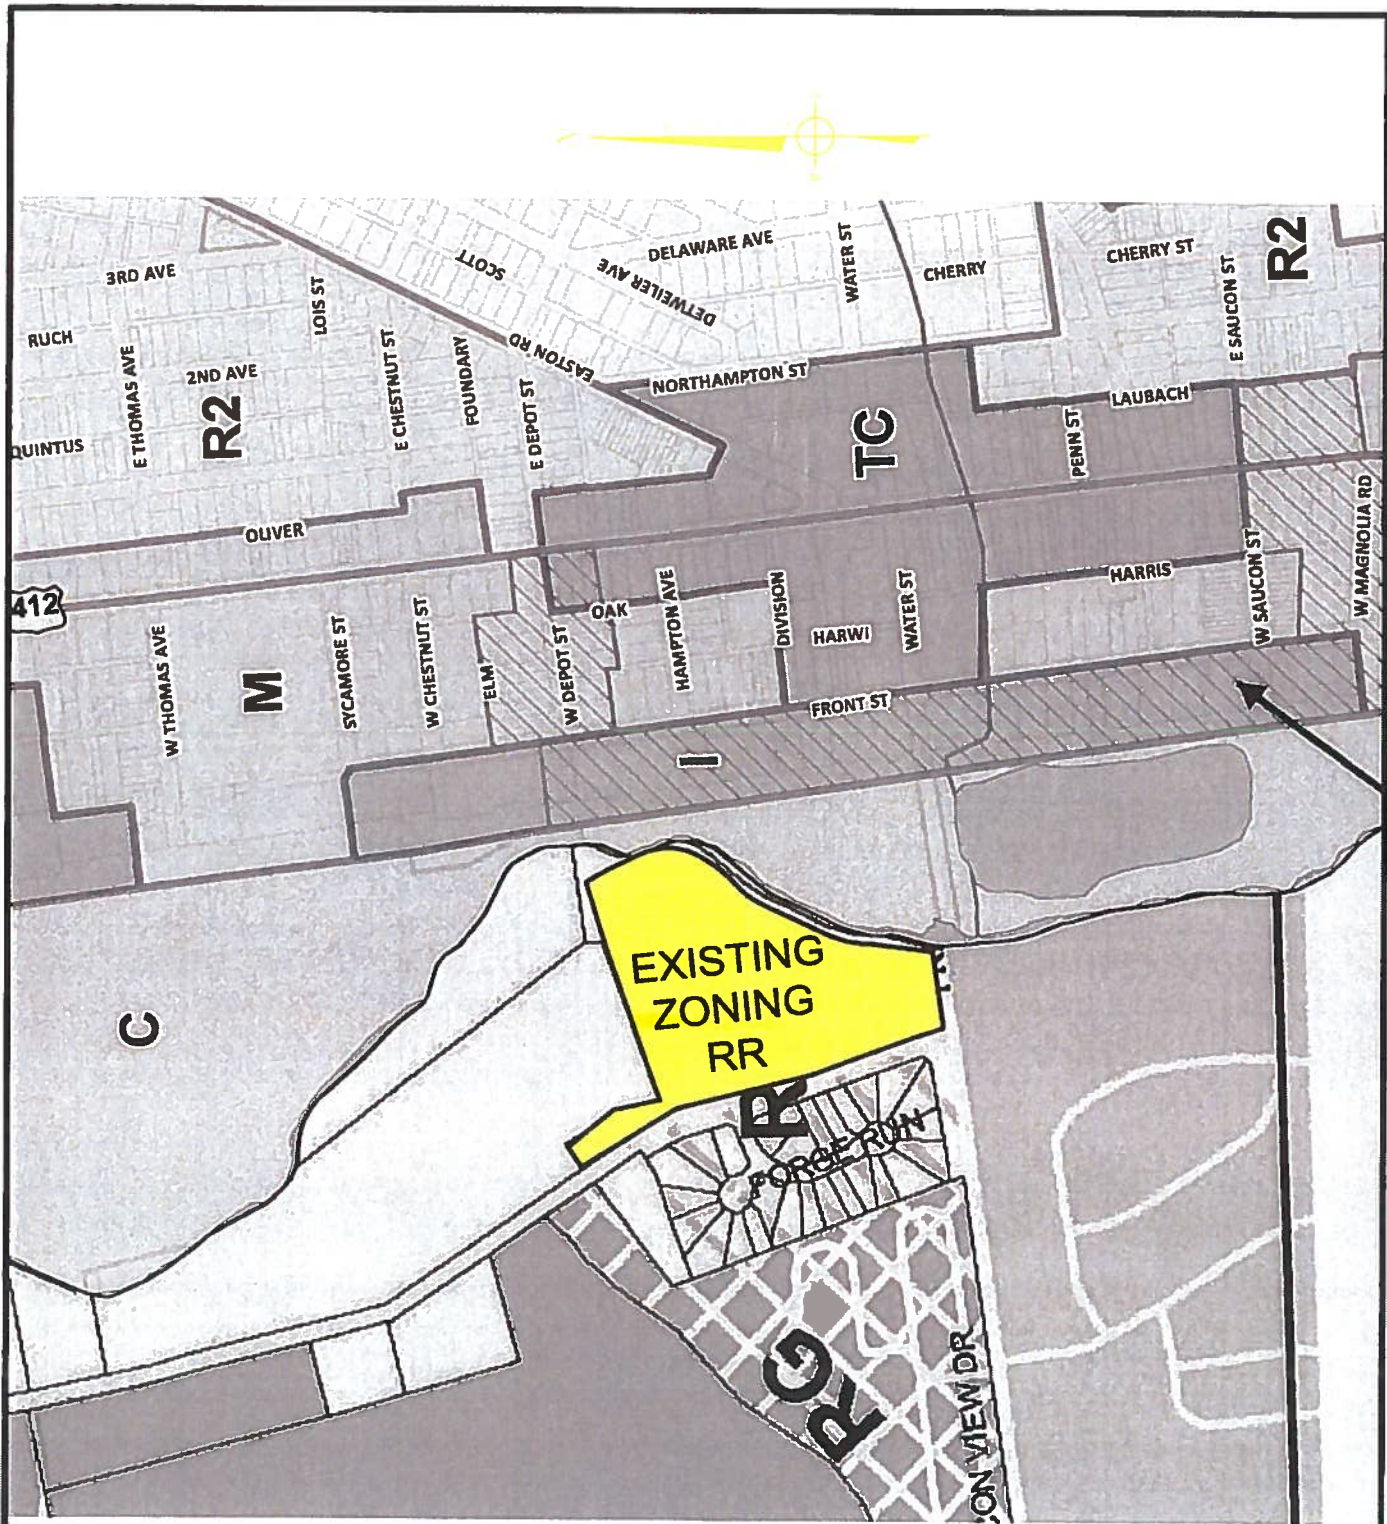 3RD AVE
RUCH
LOIS ST
SCOTT
DETWEILER AVE
DELAWARE AVE
WATER ST
CHERRY
CHERRY ST
E SAUCON ST
R2
E THOMAS AVE
2ND AVE
R2
E CHESTNUT ST
FOUNDARY
E DEPOT ST
EASTON RD
NORTHAMPTON ST
TC
PENN ST
LAUBACH
QUINTUS
OLIVER
412
W THOMAS AVE
M
SYCAMORE ST
W CHESTNUT ST
ELM
W DEPOT ST
OAK
HAMPTON AVE
DIVISION
HARWI
WATER ST
HARRIS
W SAUCON ST
W MAGNOLIA RD
FRONT ST
I
C
EXISTING
ZONING
RR
R
FORGE RUN
RG
CON VIEW DR